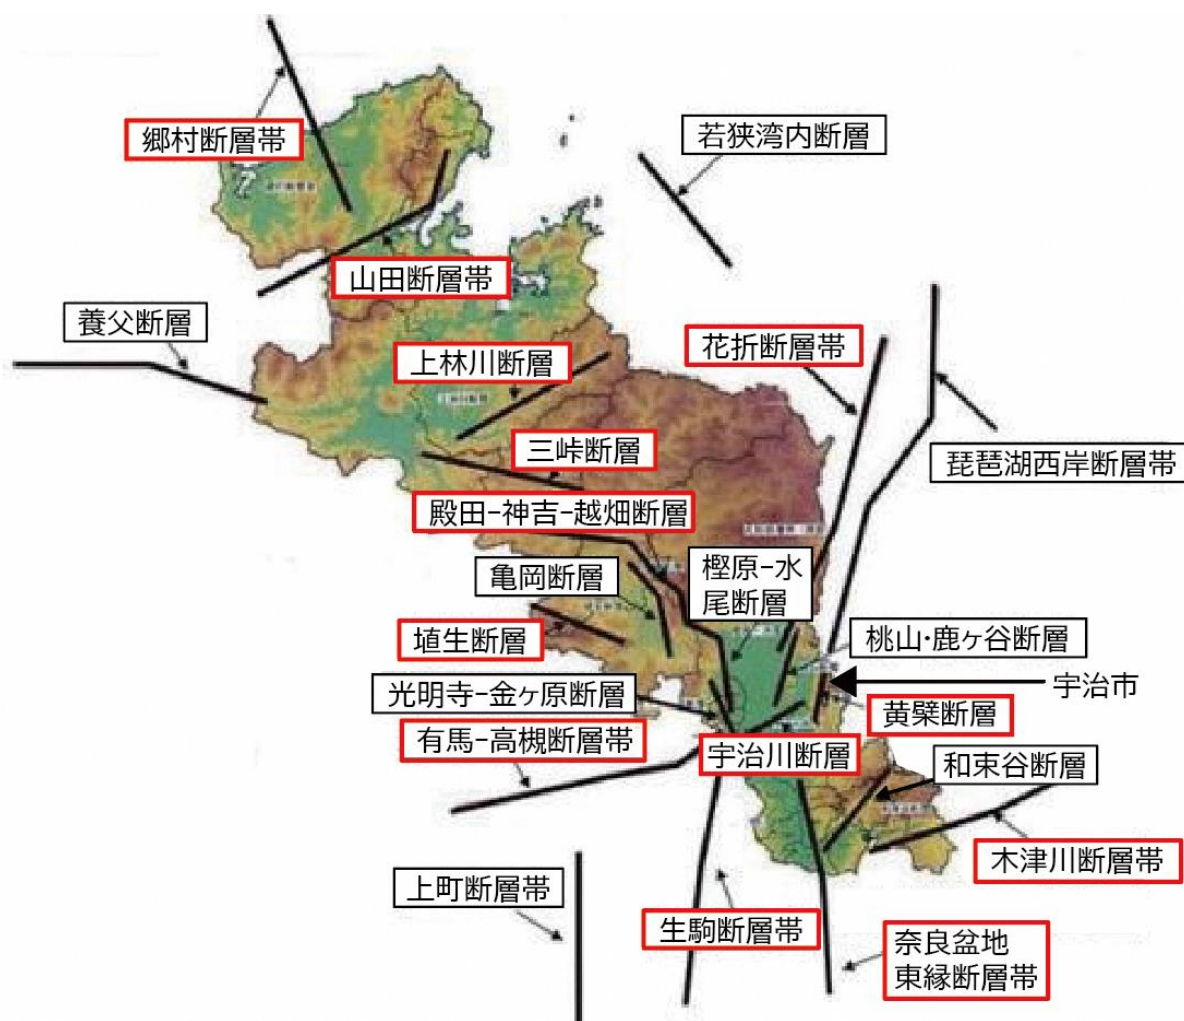 郷村断層帯
若狭湾内断層
山田断層帯
養父断層
花折断層帯
上林川断層
三峠断層
琵琶湖西岸断層帯
殿田-神吉-越畑断層
亀岡断層
樫原-水
尾断層
埴生断層
桃山・鹿ヶ谷断層
光明寺-金ヶ原断層
宇治市
黄檗断層
有馬-高槻断層帯
宇治川断層
和束谷断層
木津川断層帯
上町断層帯
生駒断層帯
奈良盆地
東縁断層帯